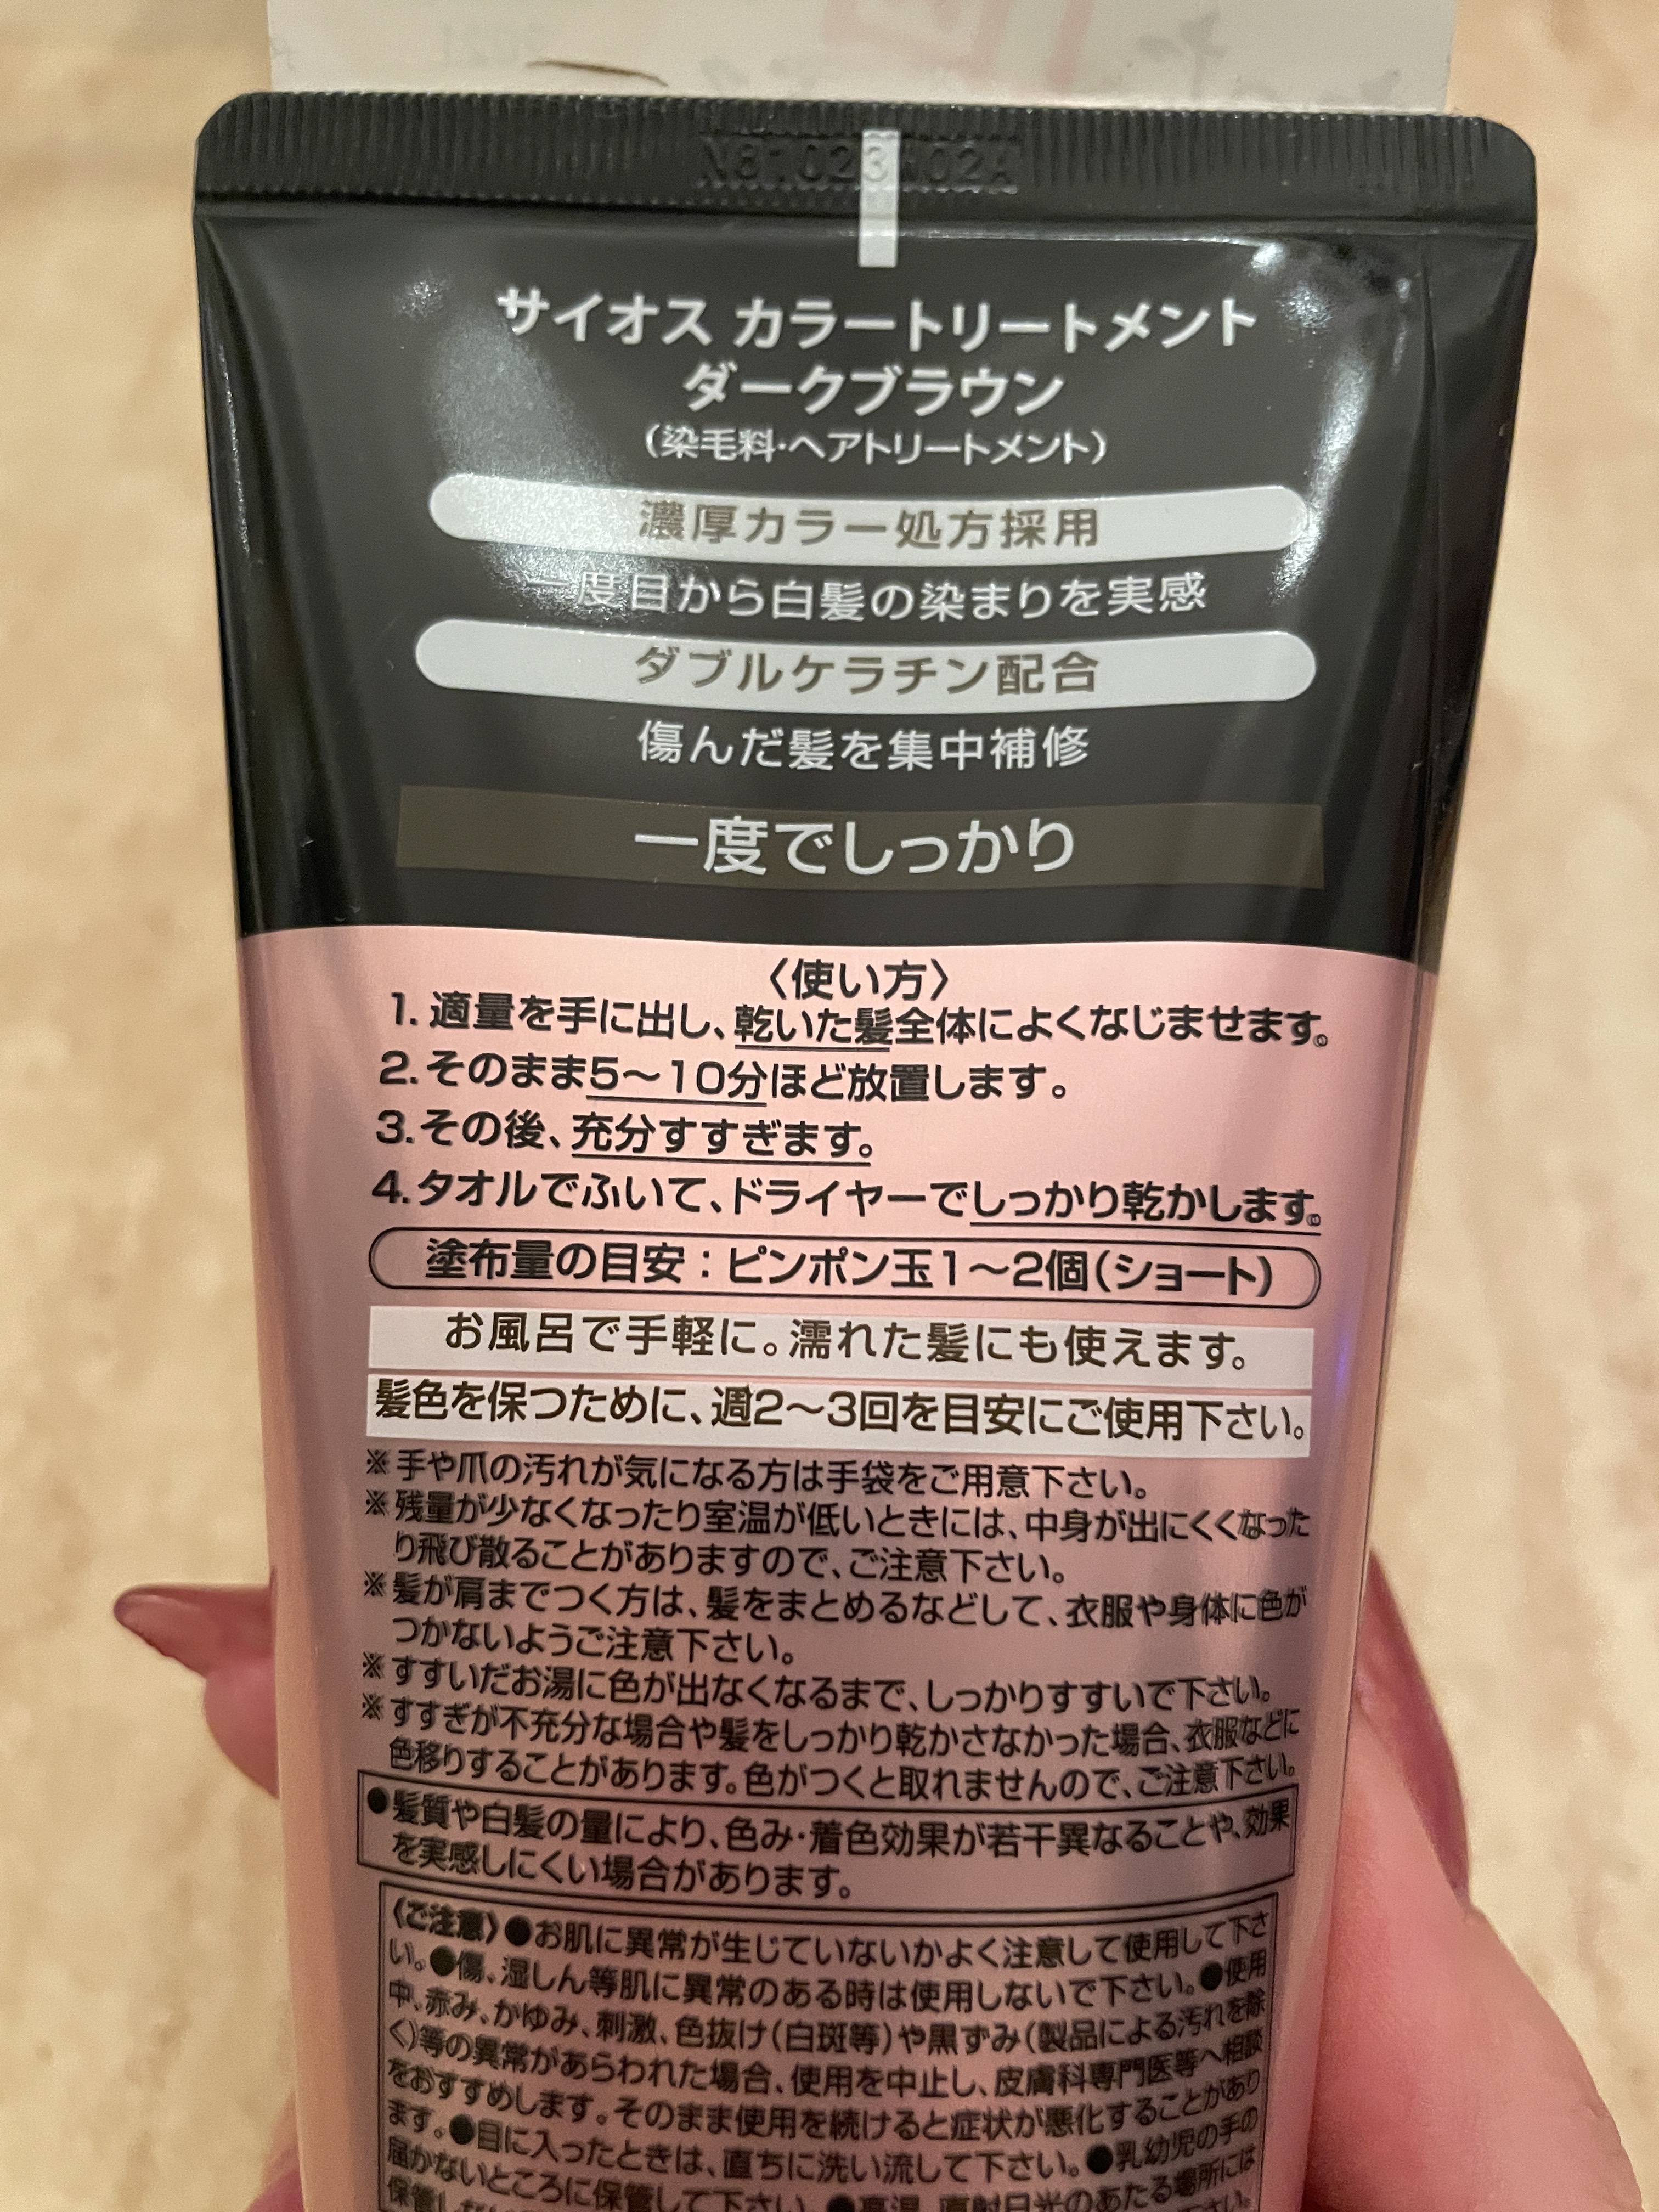 サイオス カラートリートメント
ダークブラウン
(染毛料・ヘアトリートメント)
濃厚カラー処方採用
一度目から白髪の染まりを実感
ダブルケラチン配合
傷んだ髪を集中補修
一度でしっかり
〈使い方〉
1. 適量を手に出し、乾いた髪全体によくなじませます。
2. そのまま5〜10分ほど放置します。
3. その後、充分すすぎます。
4. タオルでふいて、ドライヤーでしっかり乾かします。
塗布量の目安：ピンポン玉1〜2個(ショート)
お風呂で手軽に。濡れた髪にも使えます。
髪色を保つために、週2〜3回を目安にご使用下さい。
※手や爪の汚れが気になる方は手袋をご用意下さい。
※残量が少なくなったり室温が低いときには、中身が出にくくなった
り飛び散ることがありますので、ご注意下さい。
※髪が肩までつく方は、髪をまとめるなどして、衣服や身体に色が
つかないようご注意下さい。
※すすいだお湯に色が出なくなるまで、しっかりすすいで下さい。
※すすぎが不充分な場合や髪をしっかり乾かさなかった場合、衣服などに
色移りすることがあります。色がつくと取れませんので、ご注意下さい。
●髪質や白髪の量により、色み・着色効果が若干異なることや、効果
を実感しにくい場合があります。
〈ご注意〉●お肌に異常が生じていないかよく注意して使用して下さ
い。●傷、湿しん等肌に異常のある時は使用しないで下さい。●使用
中、赤み、かゆみ、刺激、色抜け(白斑等)や黒ずみ(製品による汚れを除
く)等の異常があらわれた場合、使用を中止し、皮膚科専門医等へ相談
をおすすめします。そのまま使用を続けると症状が悪化することがあり
ます。●目に入ったときは、直ちに洗い流して下さい。●乳幼児の手の
届かないところに保管して下さい。●高温、直射日光のあたる場所には